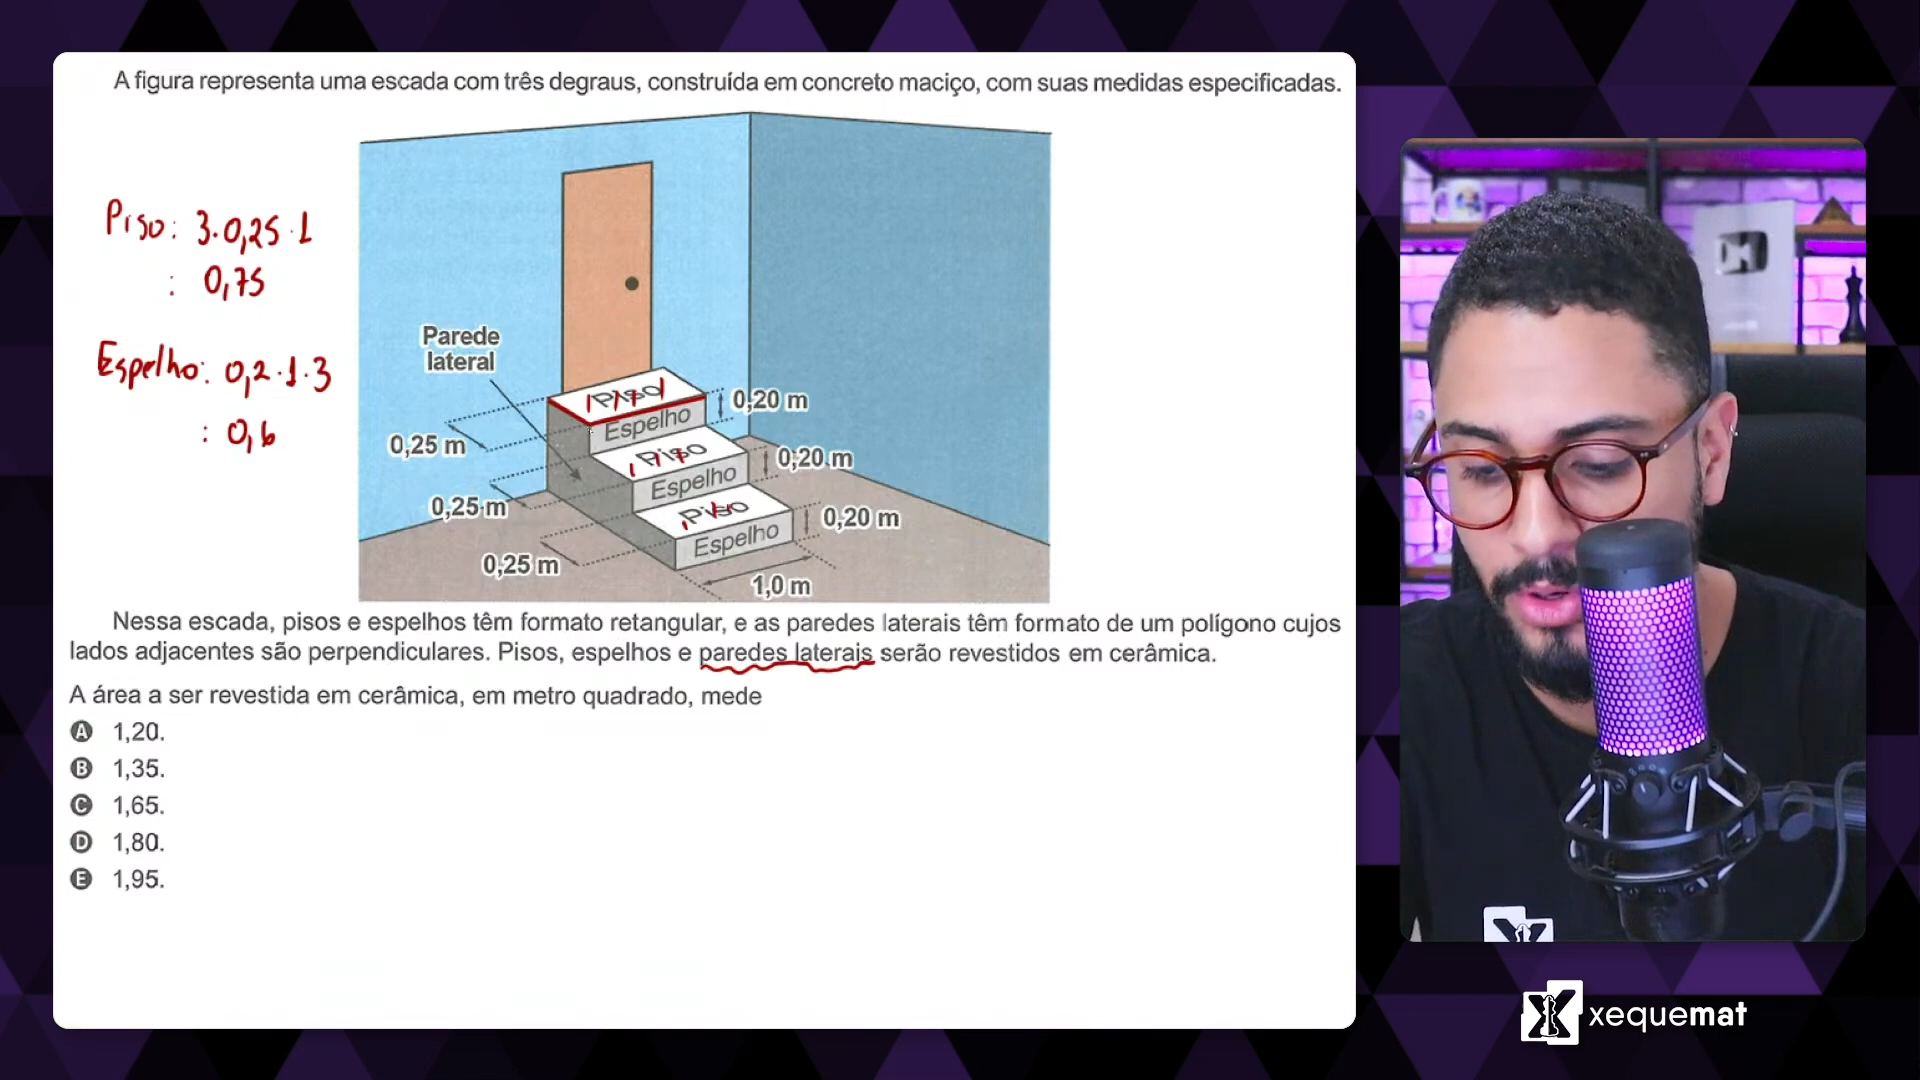 A figura representa uma escada com três degraus, construída em concreto maciço, com suas medidas especificadas.
Piso: 3·0,25·1
: 0,75
Espelho: 0,2·1·3
: 0,6
Parede
lateral
Piso
0,20 m
Espelho
0,25 m
Piso
0,20 m
Espelho
0,25 m
Piso
0,20 m
Espelho
0,25 m
1,0 m
Nessa escada, pisos e espelhos têm formato retangular, e as paredes laterais têm formato de um polígono cujos
lados adjacentes são perpendiculares. Pisos, espelhos e paredes laterais serão revestidos em cerâmica.
A área a ser revestida em cerâmica, em metro quadrado, mede
A 1,20.
B 1,35.
C 1,65.
D 1,80.
E 1,95.
xequemat